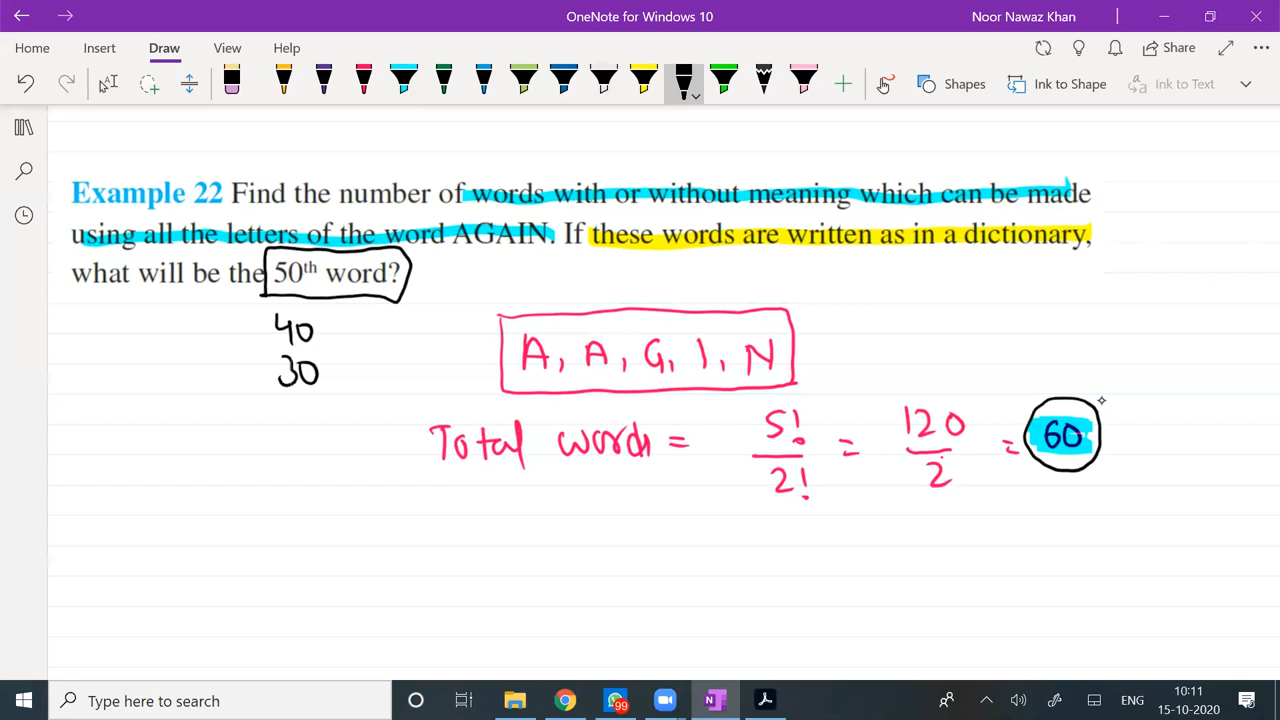 OneNote for Windows 10
Noor Nawaz Khan
Home Insert Draw View Help
Share
Shapes
Ink to Shape
Ink to Text
Example 22 Find the number of words with or without meaning which can be made
using all the letters of the word AGAIN. If these words are written as in a dictionary,
what will be the 50th word?
40
30
A, A, G, I, N
Total words = 5!/2! = 120/2 = 60
Type here to search
99
ENG
10:11
15-10-2020